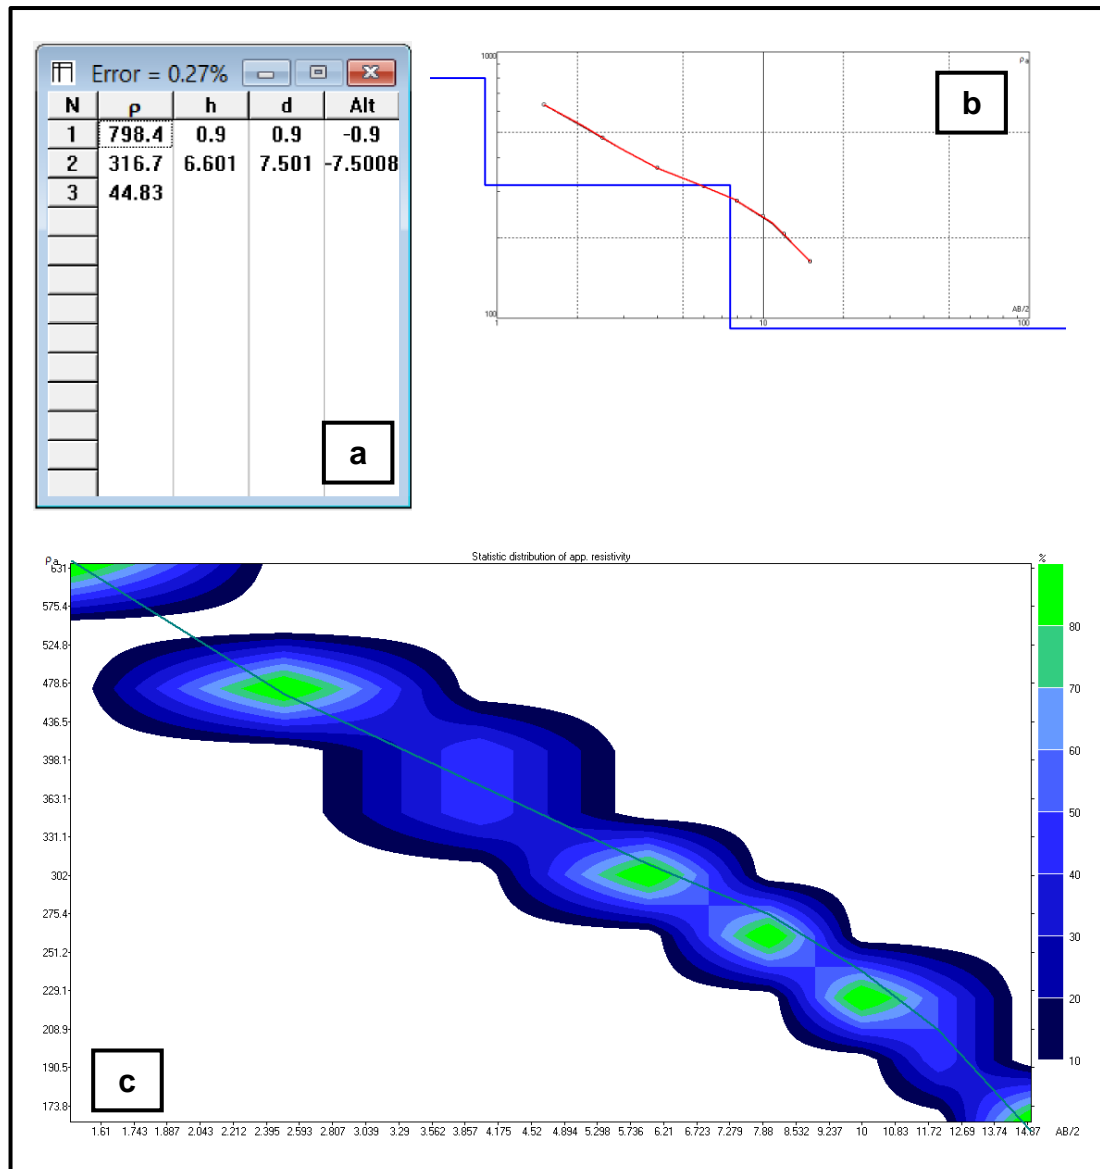 Error = 0.27%
N ρ h d Alt
1 798.4 0.9 0.9 -0.9
2 316.7 6.601 7.501 -7.5008
3 44.83
a
1000
ρa
b
100
AB/2
1 10 100
Statistic distribution of app. resistivity
ρa
%
631
575.4
524.8
478.6
436.5
398.1
363.1
331.1
302
275.4
251.2
229.1
208.9
190.5
173.8
80
70
60
50
40
30
20
10
c
1.61 1.743 1.887 2.043 2.212 2.395 2.593 2.807 3.039 3.29 3.562 3.857 4.175 4.52 4.894 5.298 5.736 6.21 6.723 7.279 7.88 8.532 9.237 10 10.83 11.72 12.69 13.74 14.87 AB/2